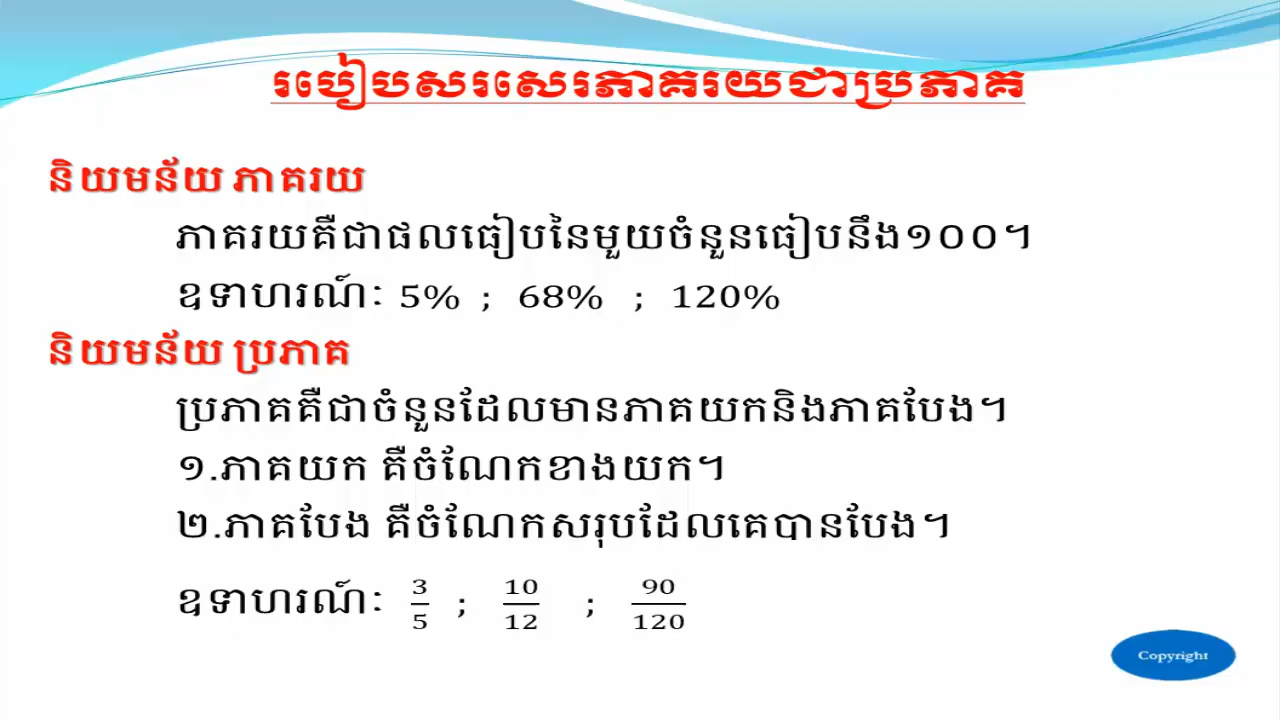 របៀបសរសេរភាគរយជាប្រភាគ
និយមន័យ ភាគរយ
ភាគរយគឺជាផលធៀបនៃមួយចំនួនធៀបនឹង១០០។
ឧទាហរណ៍ៈ 5% ; 68% ; 120%
និយមន័យ ប្រភាគ
ប្រភាគគឺជាចំនួនដែលមានភាគយកនិងភាគបែង។
១.ភាគយក គឺចំណែកខាងយក។
២.ភាគបែង គឺចំណែកសរុបដែលគេបានបែង។
ឧទាហរណ៍ៈ 3/5 ; 10/12 ; 90/120
Copyright